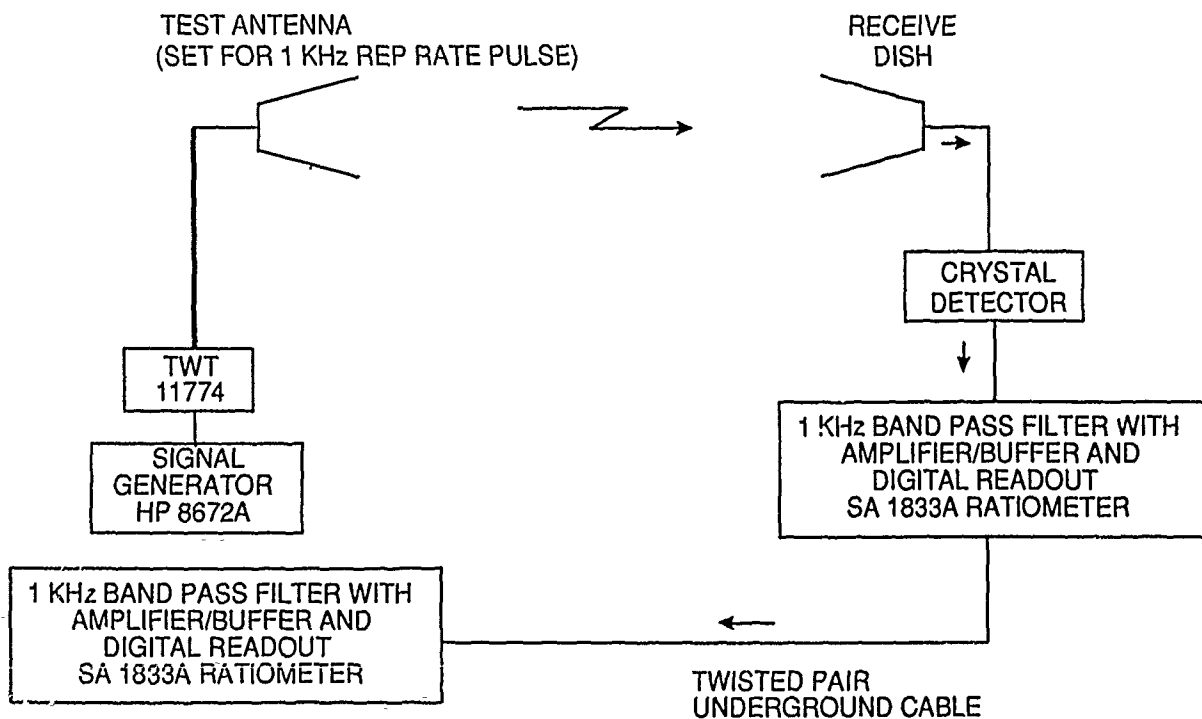 TEST ANTENNA
(SET FOR 1 KHz REP RATE PULSE)
RECEIVE
DISH
CRYSTAL
DETECTOR
TWT
11774
SIGNAL
GENERATOR
HP 8672A
1 KHz BAND PASS FILTER WITH
AMPLIFIER/BUFFER AND
DIGITAL READOUT
SA 1833A RATIOMETER
1 KHz BAND PASS FILTER WITH
AMPLIFIER/BUFFER AND
DIGITAL READOUT
SA 1833A RATIOMETER
TWISTED PAIR
UNDERGROUND CABLE